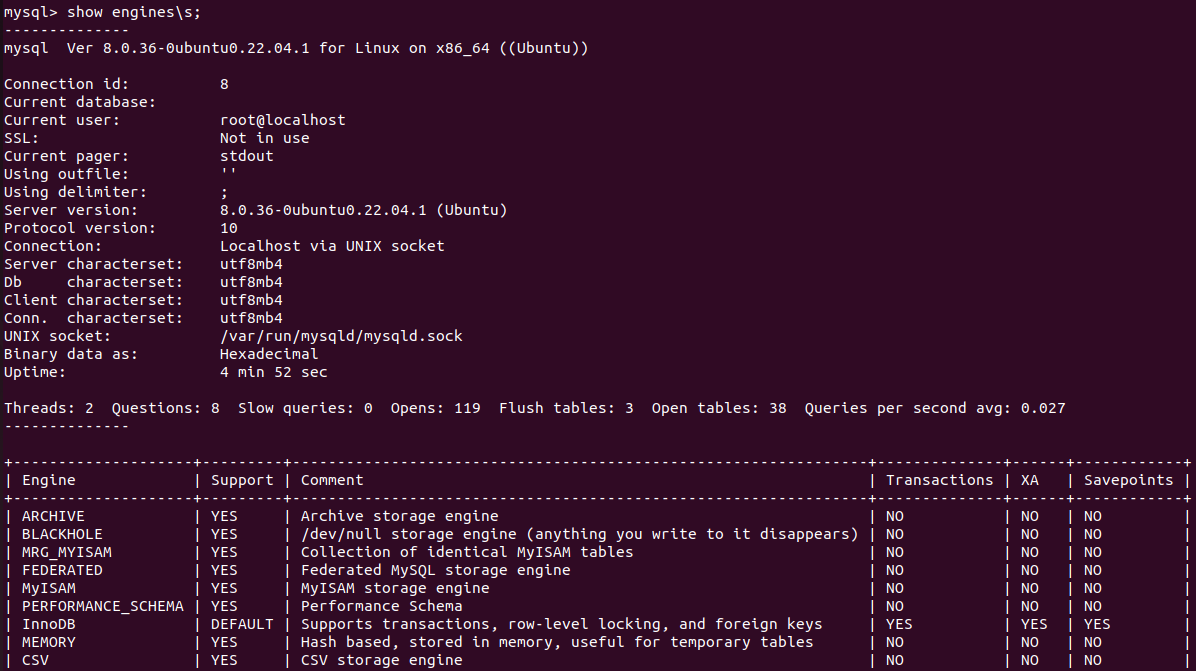 mysql> show engines\s;
--------------
mysql  Ver 8.0.36-0ubuntu0.22.04.1 for Linux on x86_64 ((Ubuntu))

Connection id:          8
Current database:
Current user:           root@localhost
SSL:                    Not in use
Current pager:          stdout
Using outfile:          ''
Using delimiter:        ;
Server version:         8.0.36-0ubuntu0.22.04.1 (Ubuntu)
Protocol version:       10
Connection:             Localhost via UNIX socket
Server characterset:    utf8mb4
Db     characterset:    utf8mb4
Client characterset:    utf8mb4
Conn.  characterset:    utf8mb4
UNIX socket:            /var/run/mysqld/mysqld.sock
Binary data as:         Hexadecimal
Uptime:                 4 min 52 sec

Threads: 2  Questions: 8  Slow queries: 0  Opens: 119  Flush tables: 3  Open tables: 38  Queries per second avg: 0.027
--------------

+--------------------+---------+----------------------------------------------------------------+--------------+------+------------+
| Engine             | Support | Comment                                                        | Transactions | XA   | Savepoints |
+--------------------+---------+----------------------------------------------------------------+--------------+------+------------+
| ARCHIVE            | YES     | Archive storage engine                                         | NO           | NO   | NO         |
| BLACKHOLE          | YES     | /dev/null storage engine (anything you write to it disappears) | NO           | NO   | NO         |
| MRG_MYISAM         | YES     | Collection of identical MyISAM tables                          | NO           | NO   | NO         |
| FEDERATED          | YES     | Federated MySQL storage engine                                 | NO           | NO   | NO         |
| MyISAM             | YES     | MyISAM storage engine                                          | NO           | NO   | NO         |
| PERFORMANCE_SCHEMA | YES     | Performance Schema                                             | NO           | NO   | NO         |
| InnoDB             | DEFAULT | Supports transactions, row-level locking, and foreign keys     | YES          | YES  | YES        |
| MEMORY             | YES     | Hash based, stored in memory, useful for temporary tables      | NO           | NO   | NO         |
| CSV                | YES     | CSV storage engine                                             | NO           | NO   | NO         |